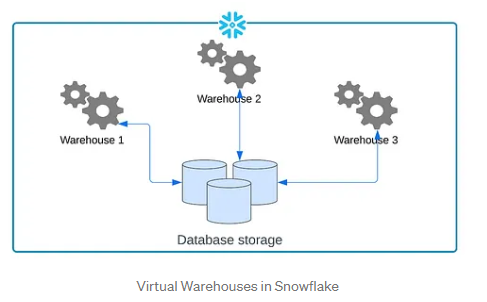 Warehouse 2
Warehouse 1
Warehouse 3
Database storage
Virtual Warehouses in Snowflake